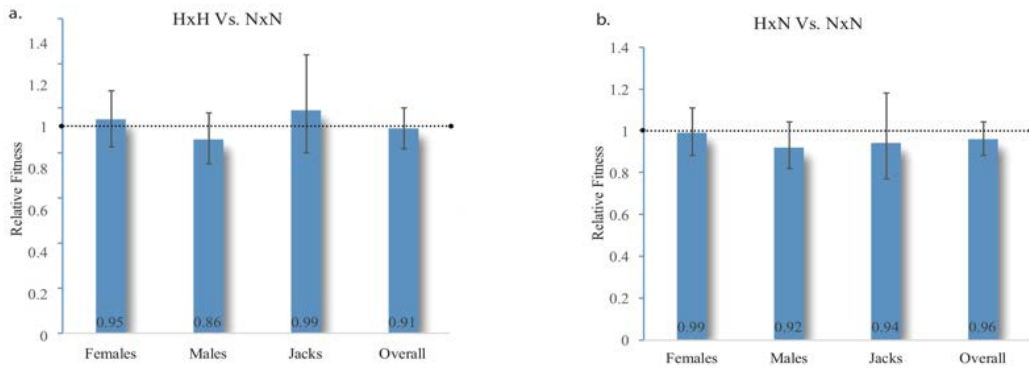 a.
HxH Vs. NxN
1.4
1.2
1
0.8
0.6
0.4
0.2
0
Relative Fitness
0.95
0.86
0.99
0.91
Females
Males
Jacks
Overall
b.
HxN Vs. NxN
1.4
1.2
1
0.8
0.6
0.4
0.2
0
Relative Fitness
0.99
0.92
0.94
0.96
Females
Males
Jacks
Overall